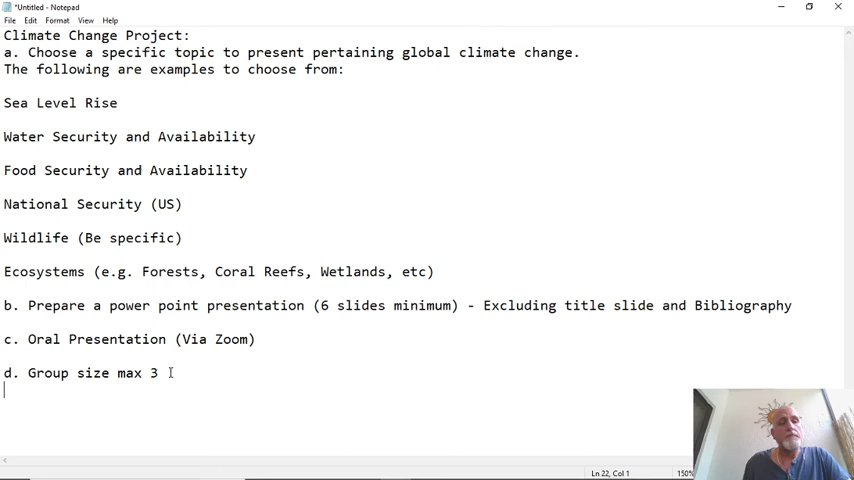 *Untitled - Notepad
File Edit Format View Help
Climate Change Project:
a. Choose a specific topic to present pertaining global climate change.
The following are examples to choose from:
Sea Level Rise
Water Security and Availability
Food Security and Availability
National Security (US)
Wildlife (Be specific)
Ecosystems (e.g. Forests, Coral Reefs, Wetlands, etc)
b. Prepare a power point presentation (6 slides minimum) - Excluding title slide and Bibliography
c. Oral Presentation (Via Zoom)
d. Group size max 3
Ln 22, Col 1 150%